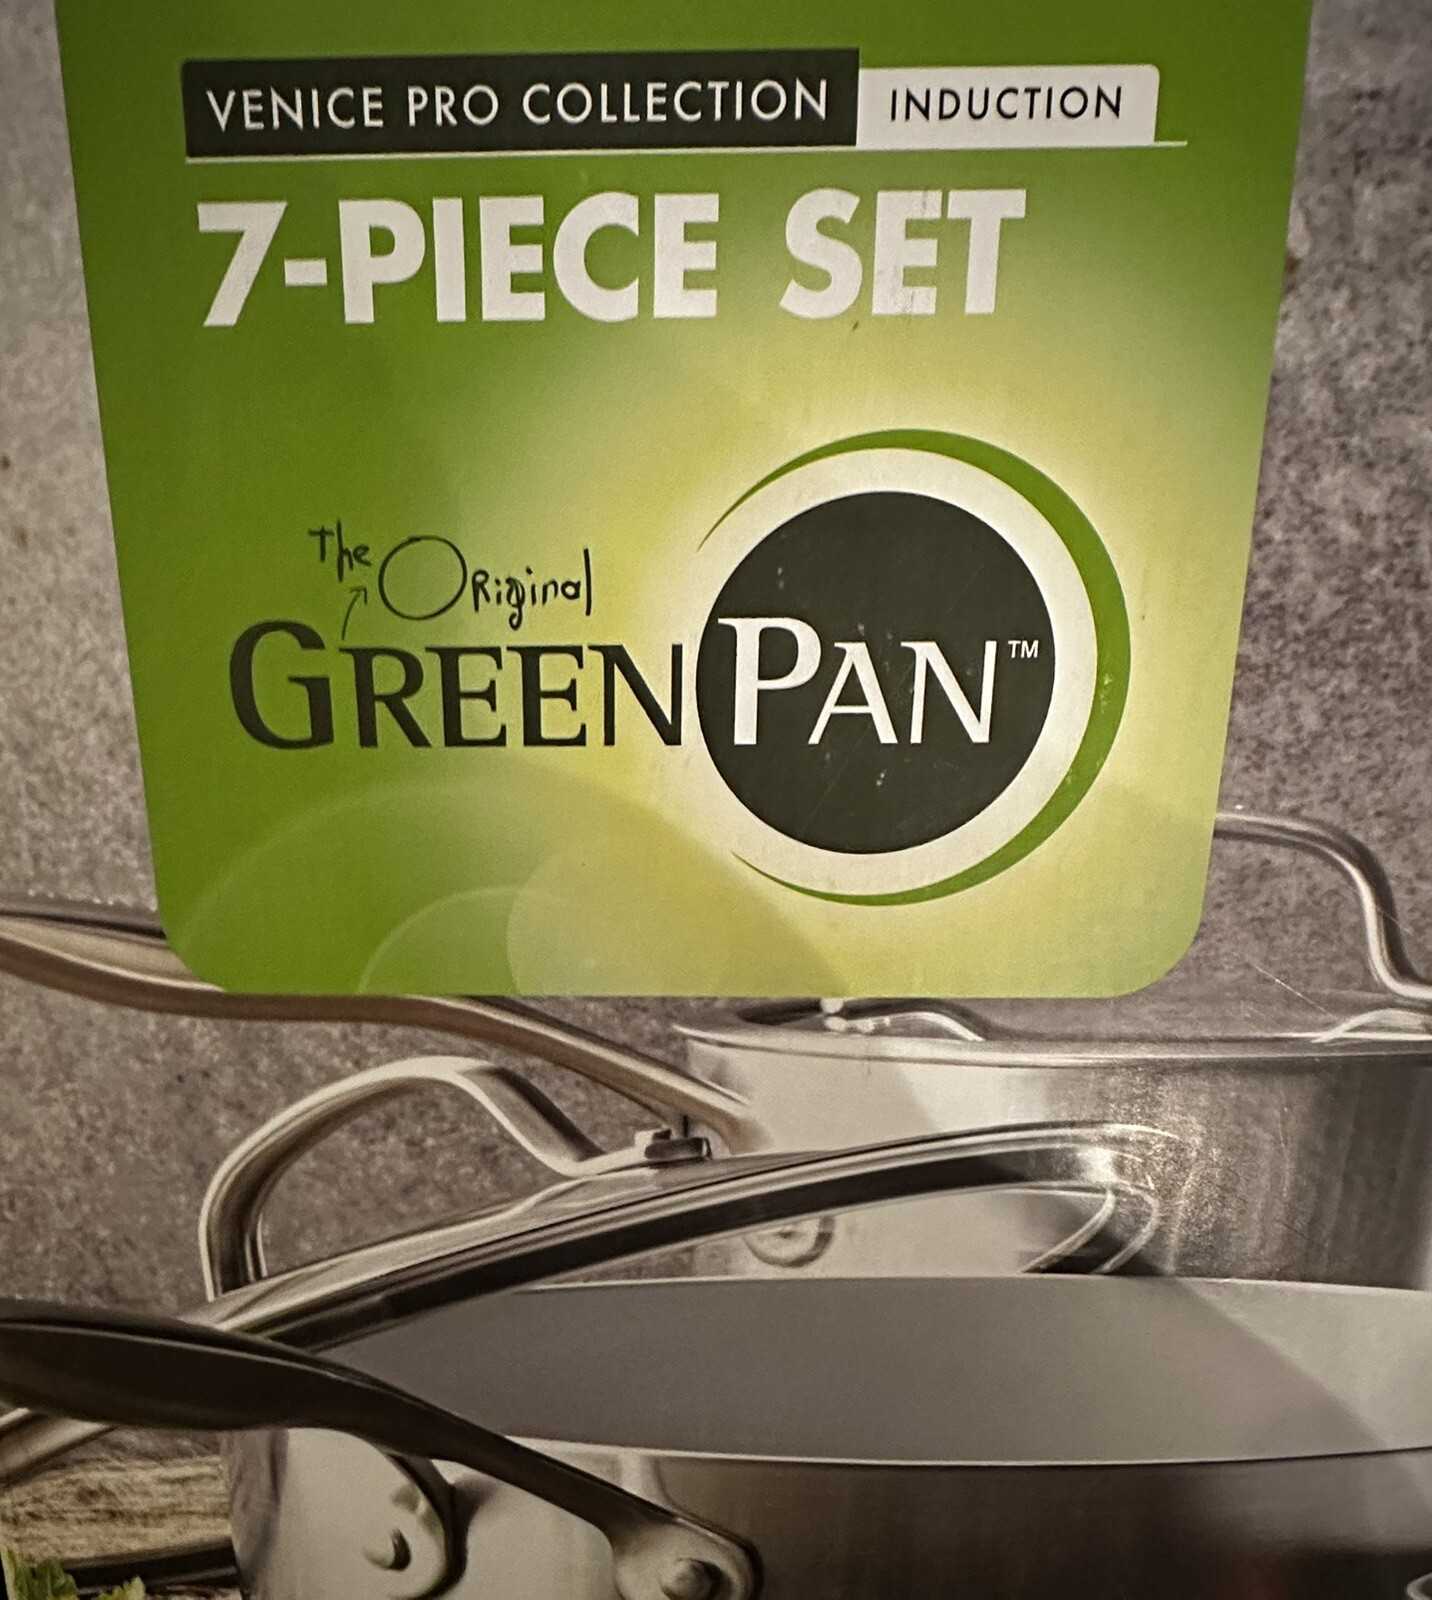 VENICE PRO COLLECTION INDUCTION
7-PIECE SET
The Original
GREENPAN™